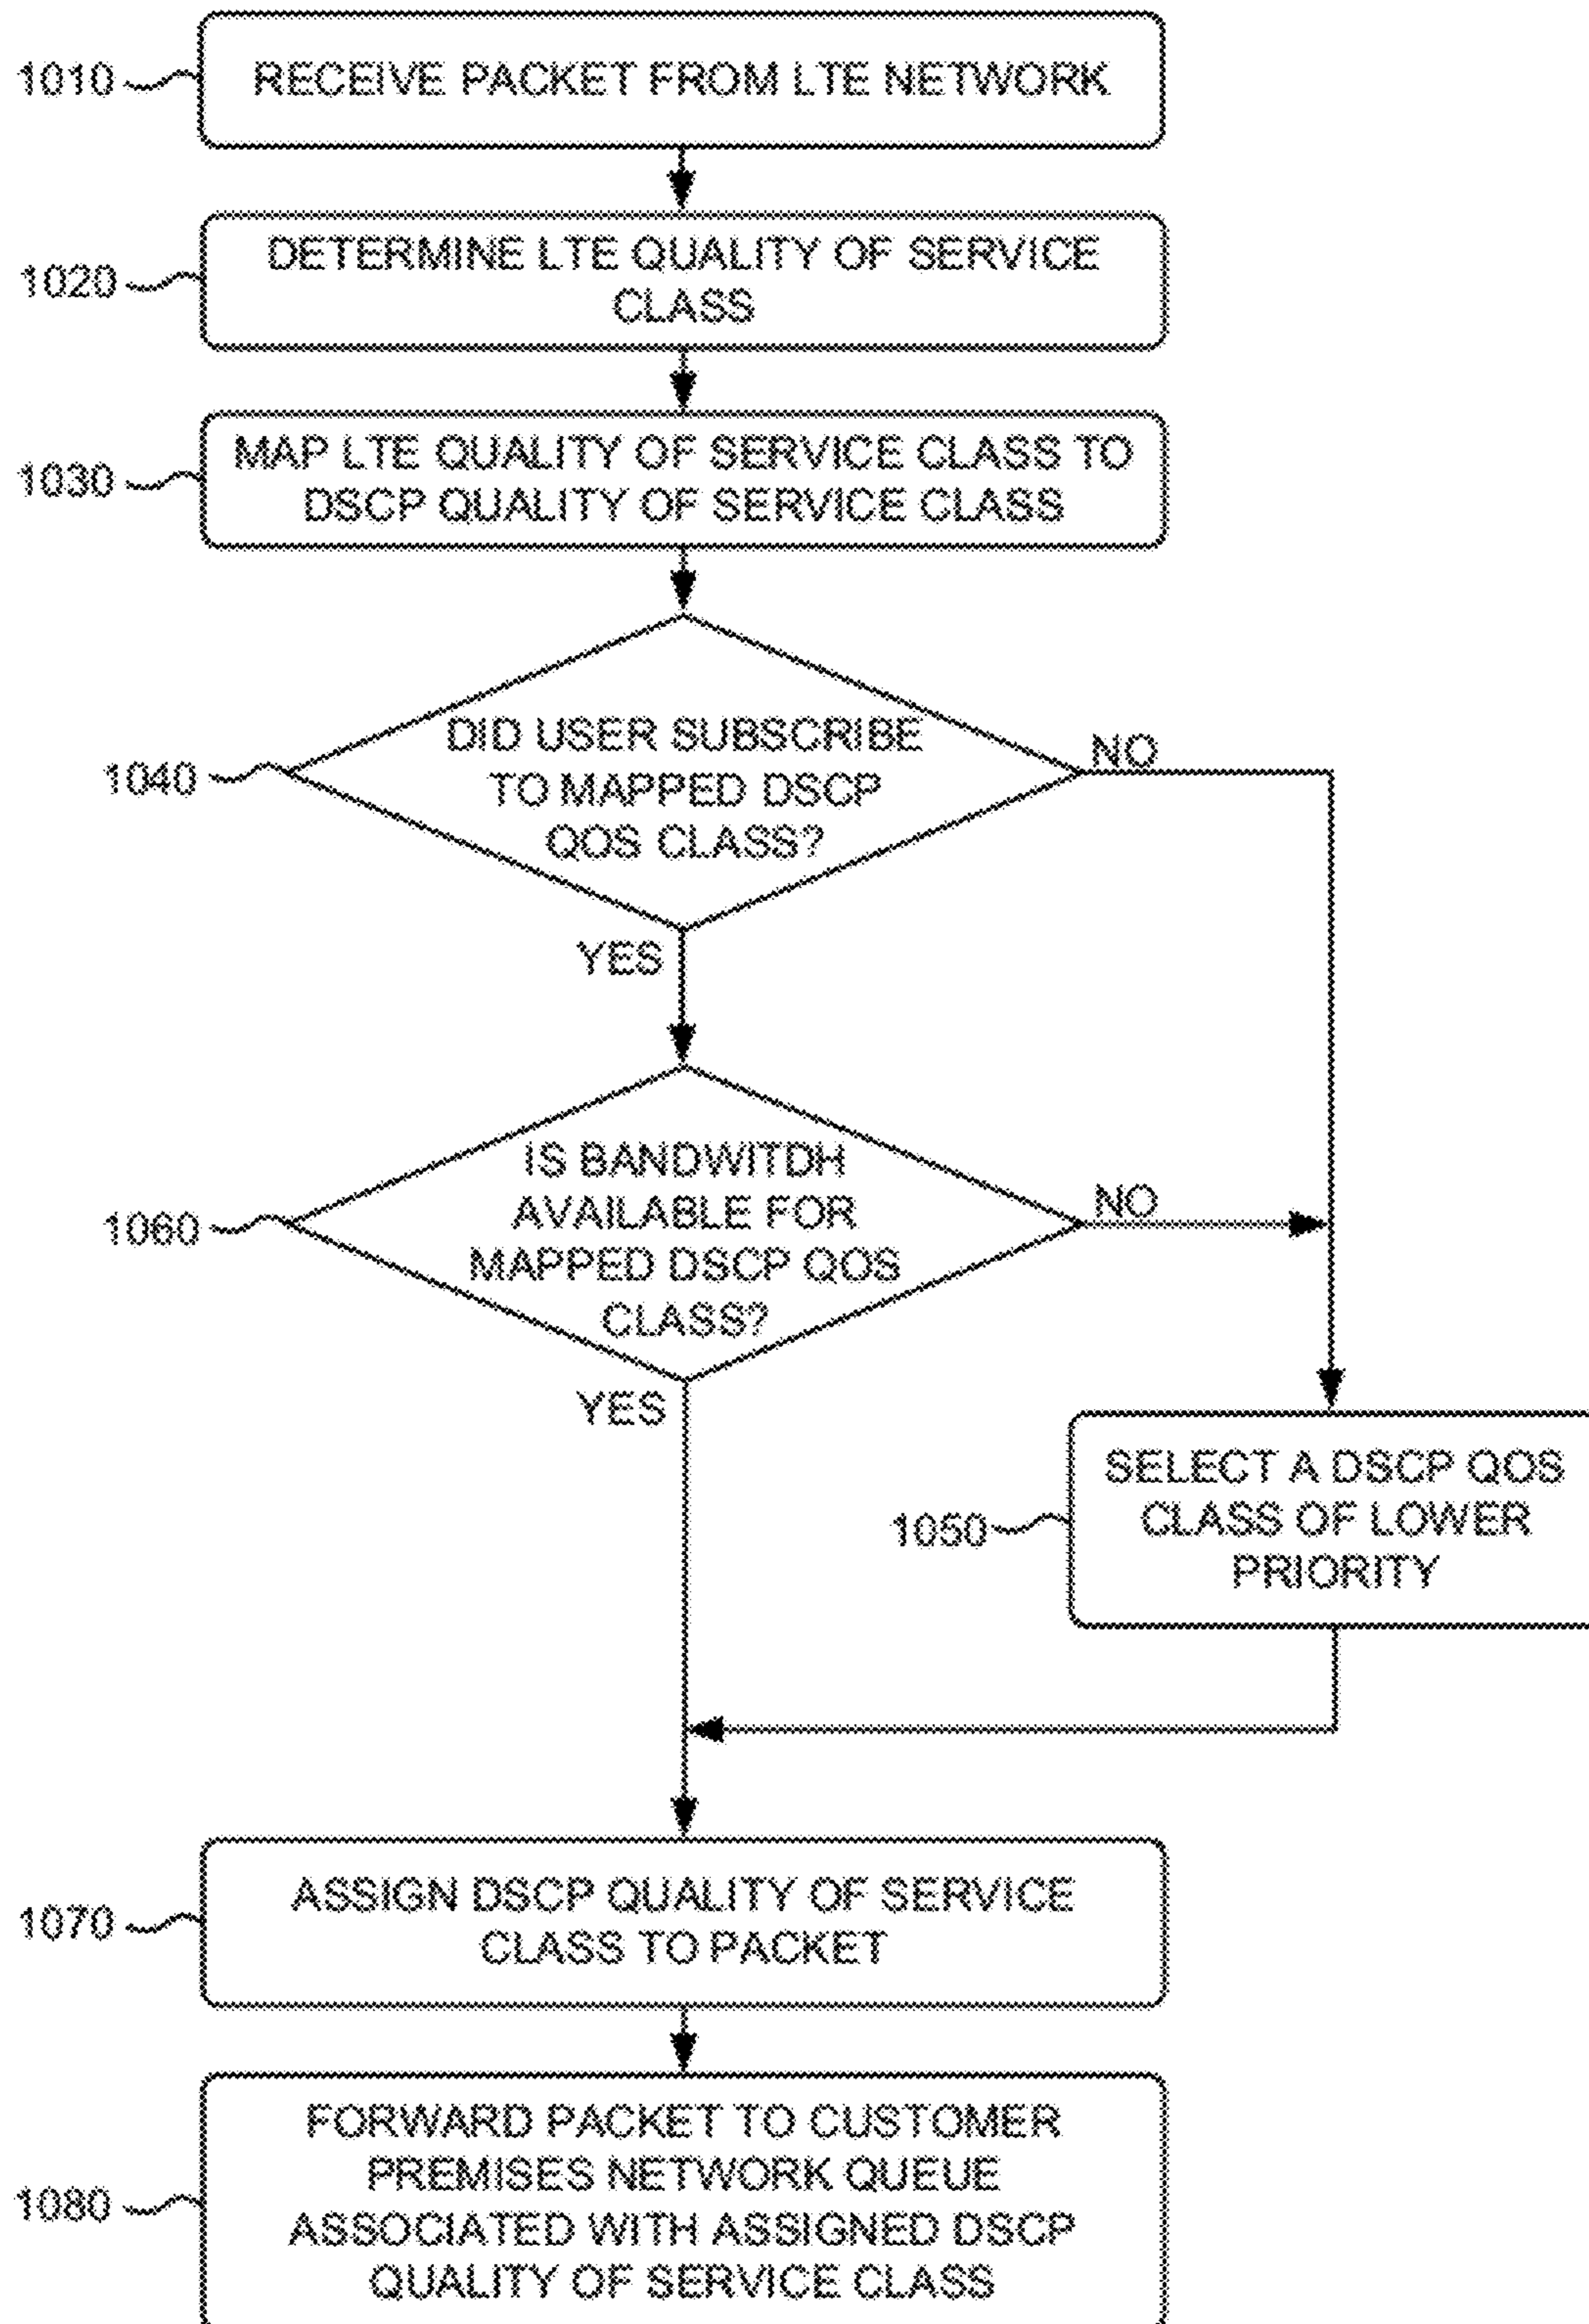 1010
RECEIVE PACKET FROM LTE NETWORK
1020
DETERMINE LTE QUALITY OF SERVICE
CLASS
1030
MAP LTE QUALITY OF SERVICE CLASS TO
DSCP QUALITY OF SERVICE CLASS
1040
DID USER SUBSCRIBE
TO MAPPED DSCP
QOS CLASS?
NO
YES
1060
IS BANDWITDH
AVAILABLE FOR
MAPPED DSCP QOS
CLASS?
NO
YES
1050
SELECT A DSCP QOS
CLASS OF LOWER
PRIORITY
1070
ASSIGN DSCP QUALITY OF SERVICE
CLASS TO PACKET
1080
FORWARD PACKET TO CUSTOMER
PREMISES NETWORK QUEUE
ASSOCIATED WITH ASSIGNED DSCP
QUALITY OF SERVICE CLASS